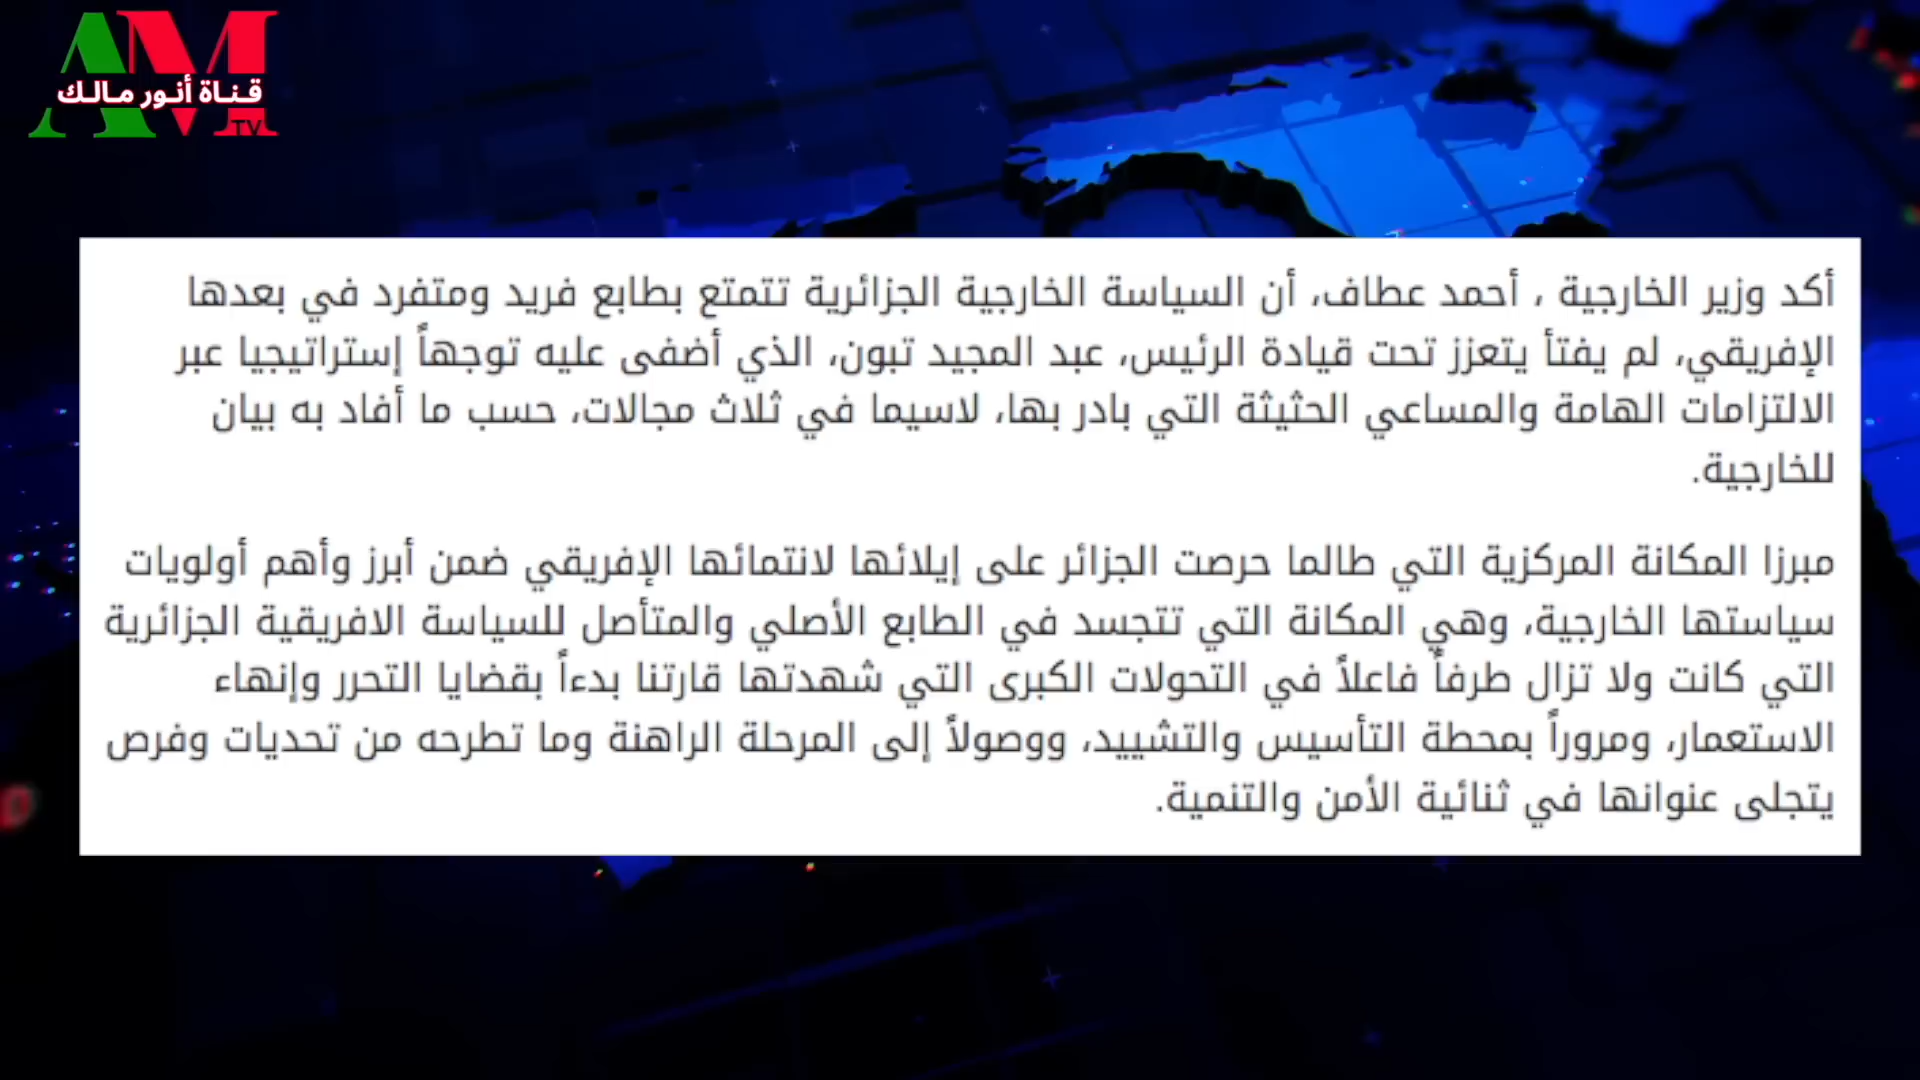 AM
قناة أنور مالك
TV
أكد وزير الخارجية ، أحمد عطاف، أن السياسة الخارجية الجزائرية تتمتع بطابع فريد ومتفرد في بعدها
الإفريقي، لم يفتأ يتعزز تحت قيادة الرئيس، عبد المجيد تبون، الذي أضفى عليه توجهاً إستراتيجيا عبر
الالتزامات الهامة والمساعي الحثيثة التي بادر بها، لاسيما في ثلاث مجالات، حسب ما أفاد به بيان
للخارجية.
مبرزا المكانة المركزية التي طالما حرصت الجزائر على إيلائها لانتمائها الإفريقي ضمن أبرز وأهم أولويات
سياستها الخارجية، وهي المكانة التي تتجسد في الطابع الأصلي والمتأصل للسياسة الافريقية الجزائرية
التي كانت ولا تزال طرفاً فاعلاً في التحولات الكبرى التي شهدتها قارتنا بدءاً بقضايا التحرر وإنهاء
الاستعمار، ومروراً بمحطة التأسيس والتشييد، ووصولاً إلى المرحلة الراهنة وما تطرحه من تحديات وفرص
يتجلى عنوانها في ثنائية الأمن والتنمية.